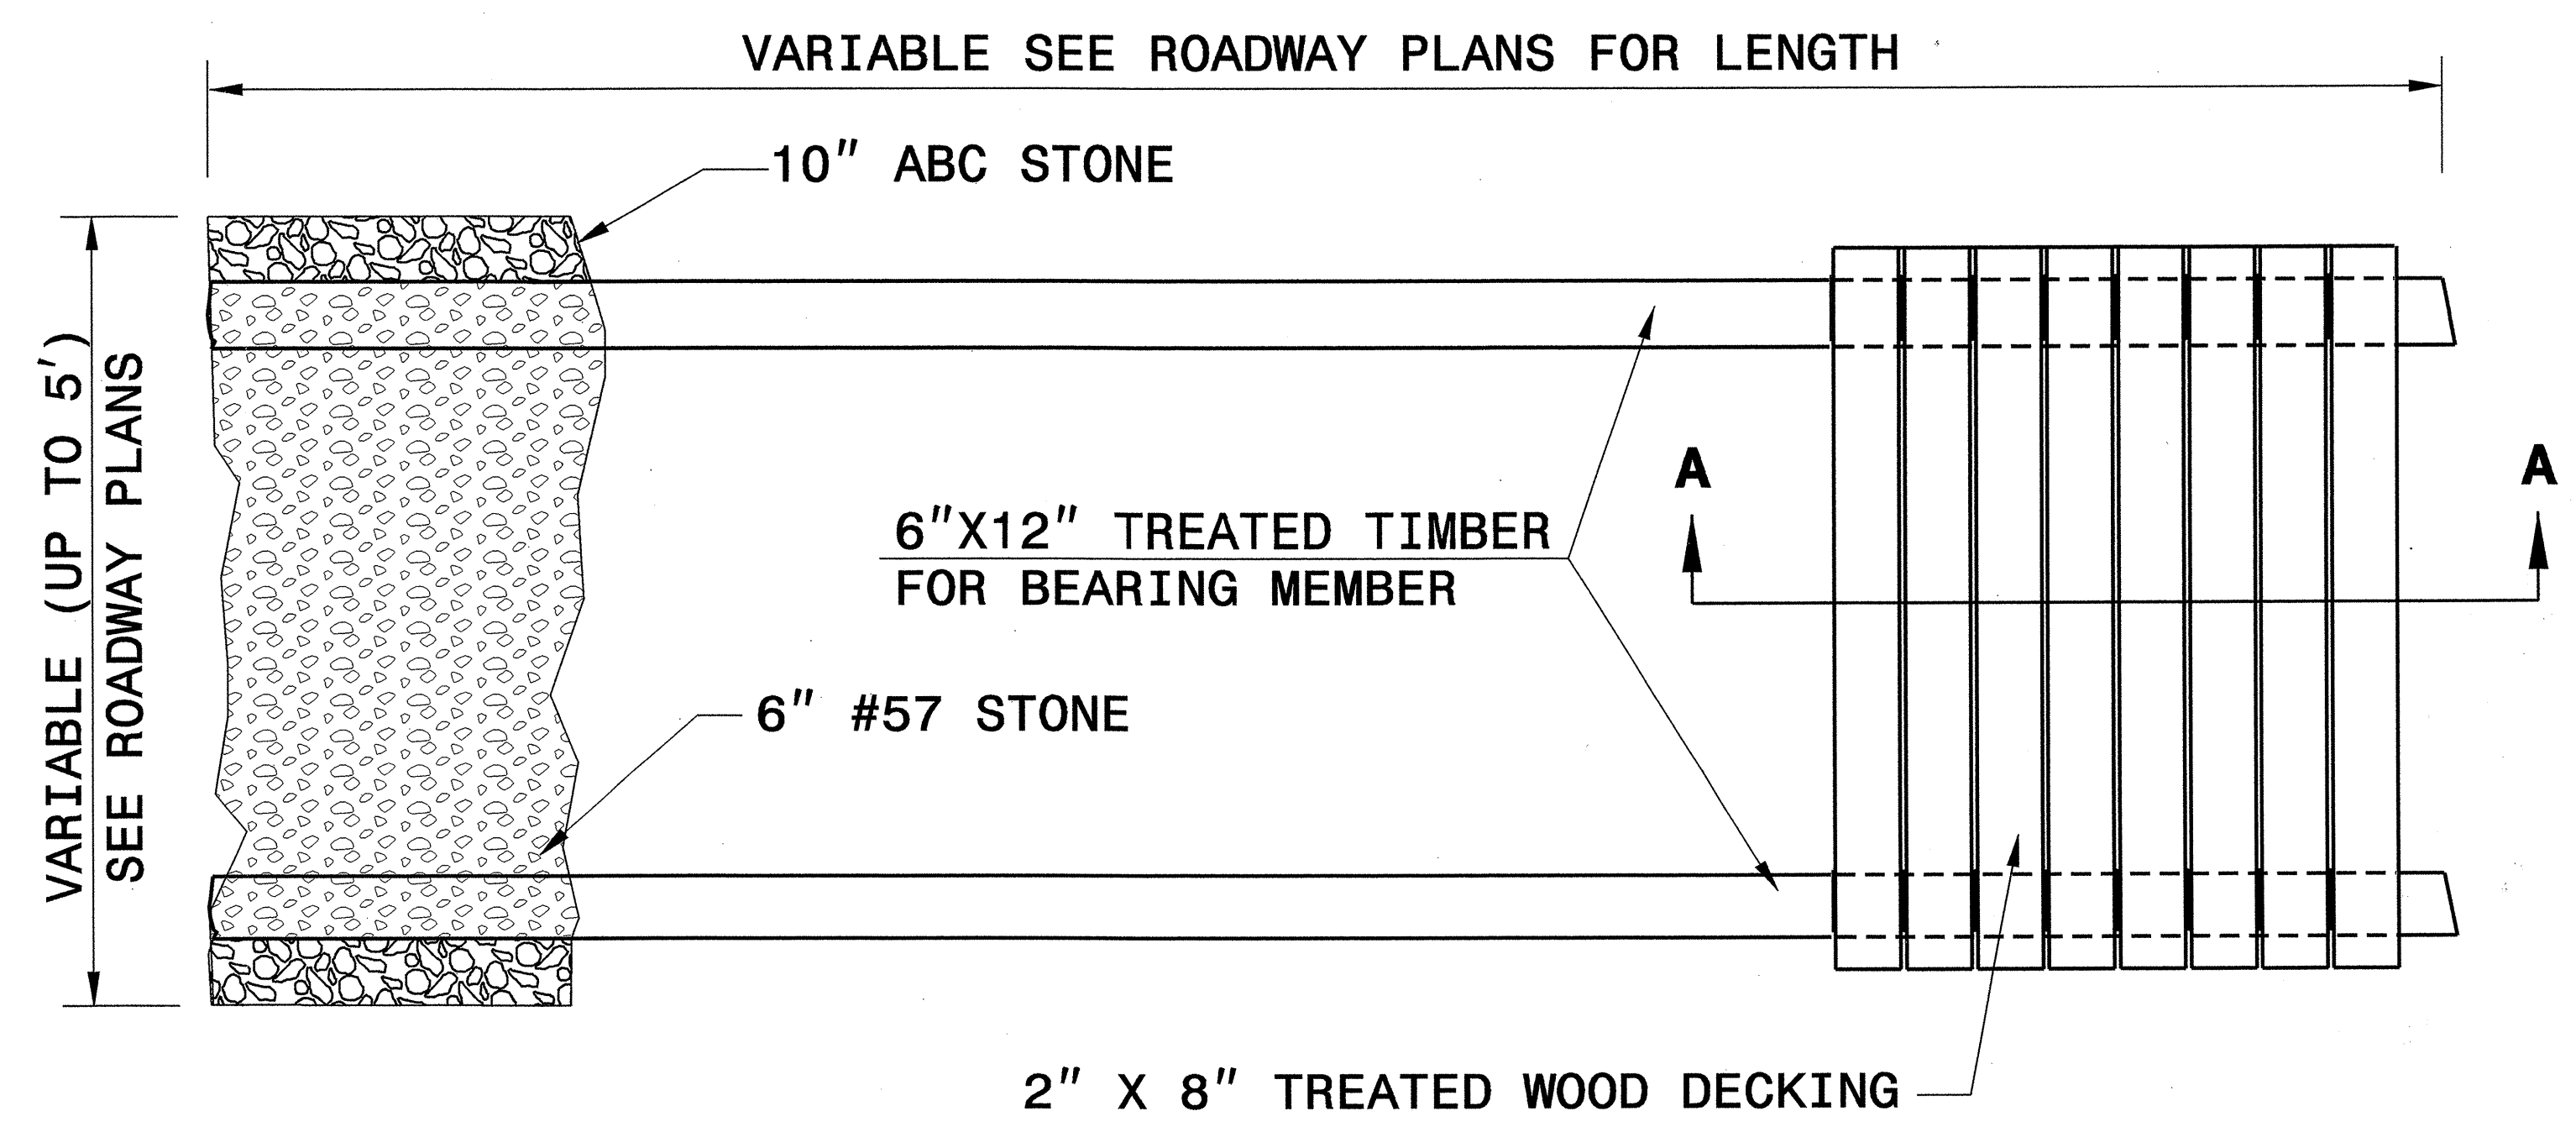 VARIABLE SEE ROADWAY PLANS FOR LENGTH
10" ABC STONE
VARIABLE (UP TO 5')
SEE ROADWAY PLANS
A
A
6"X12" TREATED TIMBER
FOR BEARING MEMBER
6" #57 STONE
2" X 8" TREATED WOOD DECKING